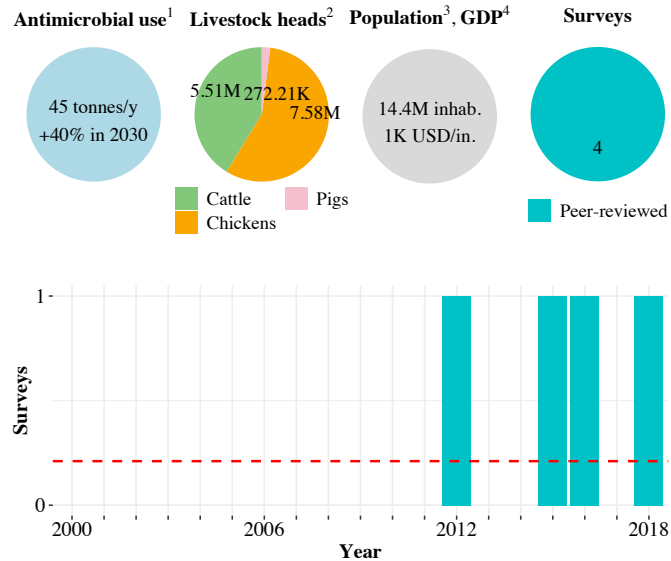 Antimicrobial use¹
Livestock heads²
Population³, GDP⁴
Surveys
45 tonnes/y
+40% in 2030
5.51M
272.21K
7.58M
14.4M inhab.
1K USD/in.
4
Cattle
Pigs
Chickens
Peer-reviewed
1
0
Surveys
2000
2006
2012
2018
Year